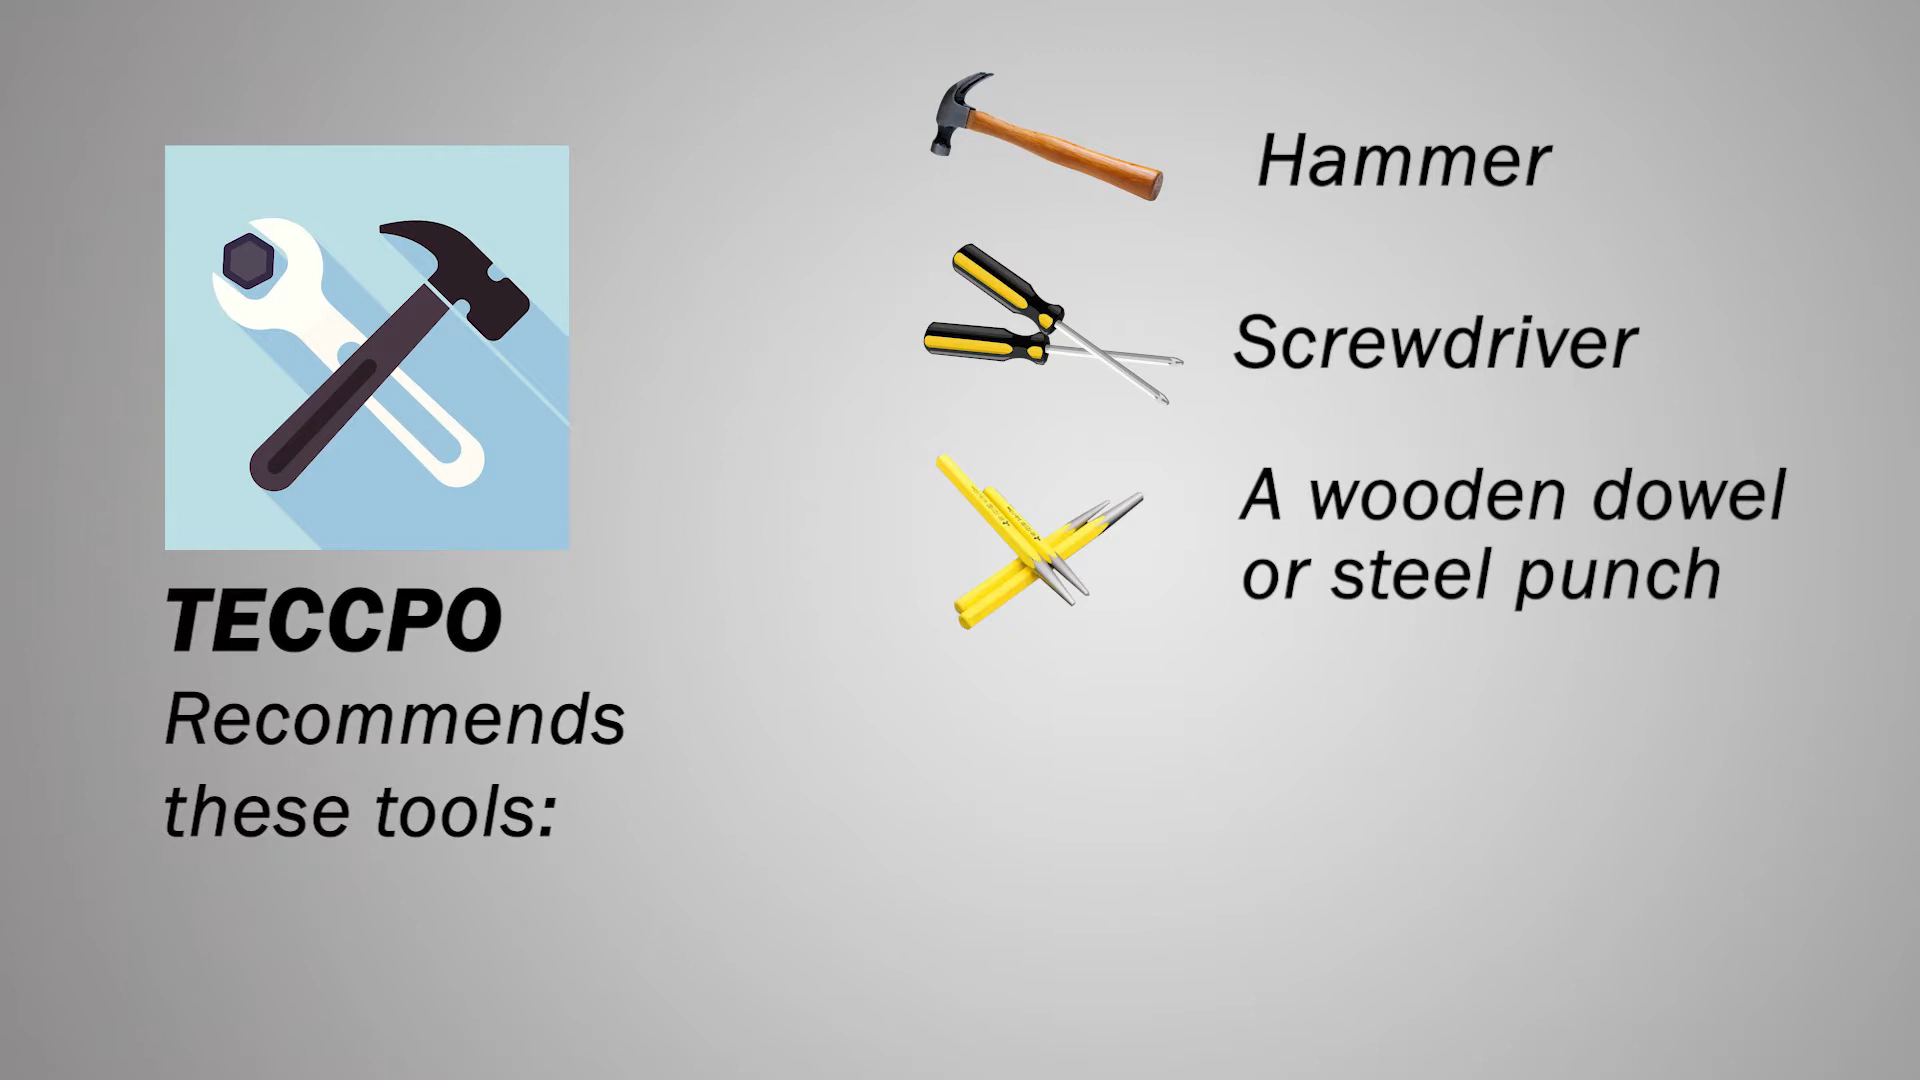 TECCPO
Recommends
these tools:
Hammer
Screwdriver
A wooden dowel
or steel punch